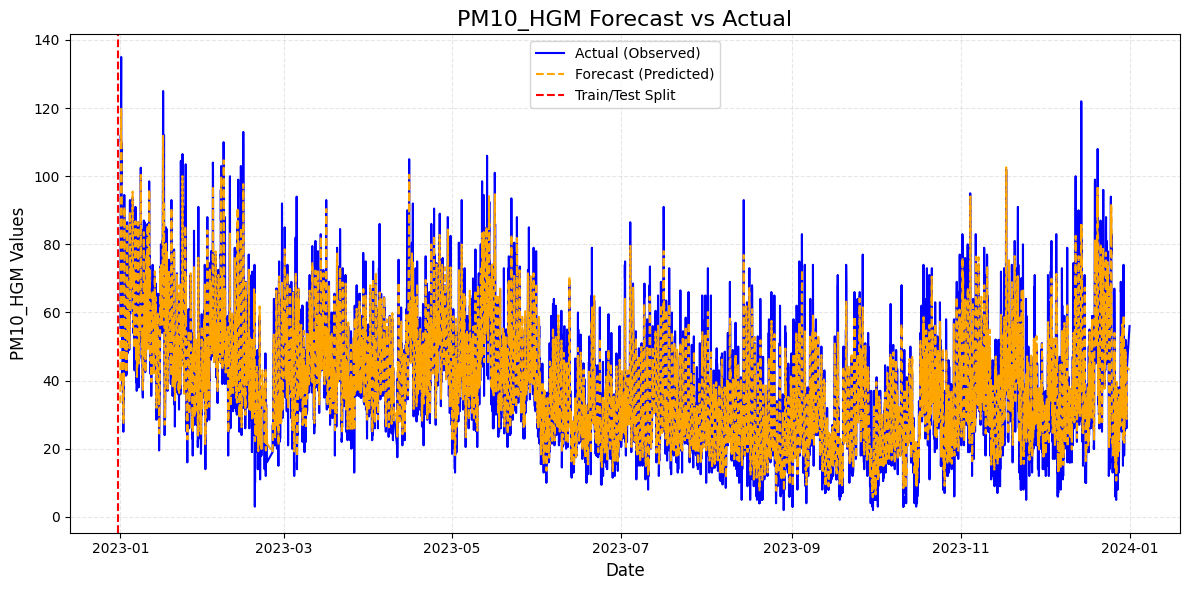 PM10_HGM Forecast vs Actual
Actual (Observed)
Forecast (Predicted)
Train/Test Split
PM10_HGM Values
140
120
100
80
60
40
20
0
2023-01
2023-03
2023-05
2023-07
2023-09
2023-11
2024-01
Date